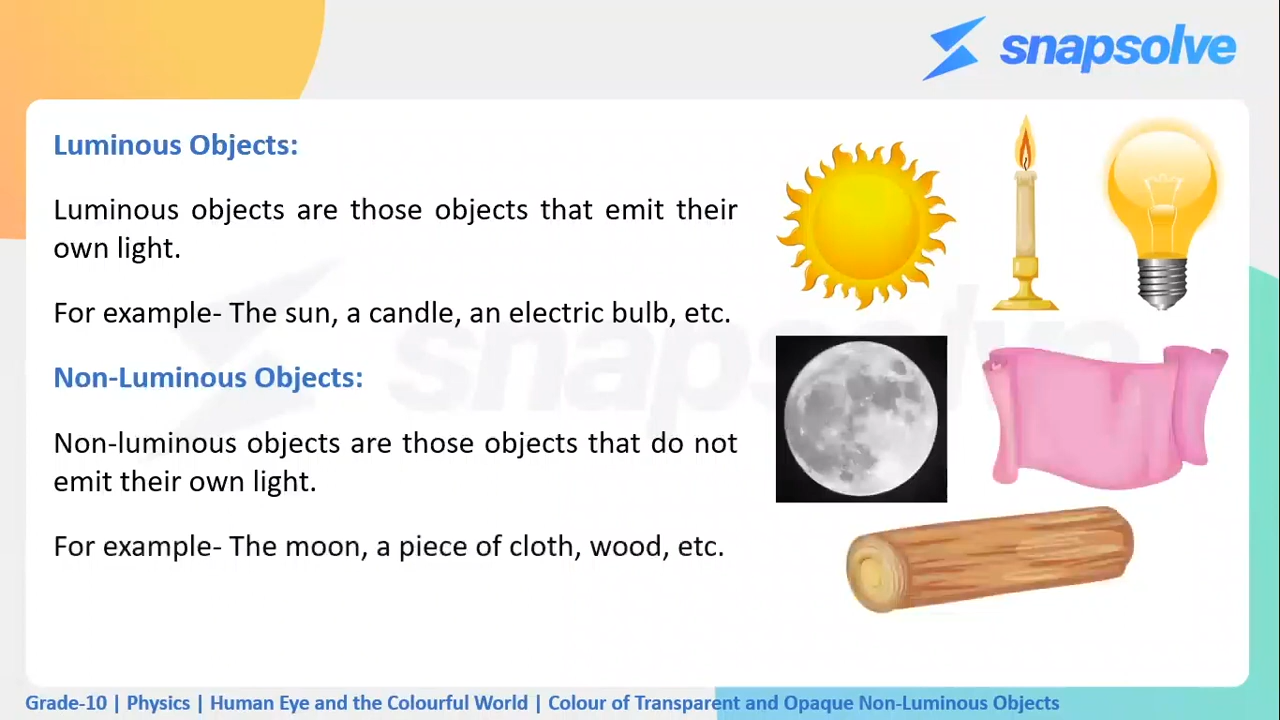 snapsolve
Luminous Objects:
Luminous objects are those objects that emit their
own light.
For example- The sun, a candle, an electric bulb, etc.
Non-Luminous Objects:
Non-luminous objects are those objects that do not
emit their own light.
For example- The moon, a piece of cloth, wood, etc.
snapsolve
Grade-10 | Physics | Human Eye and the Colourful World | Colour of Transparent and Opaque Non-Luminous Objects